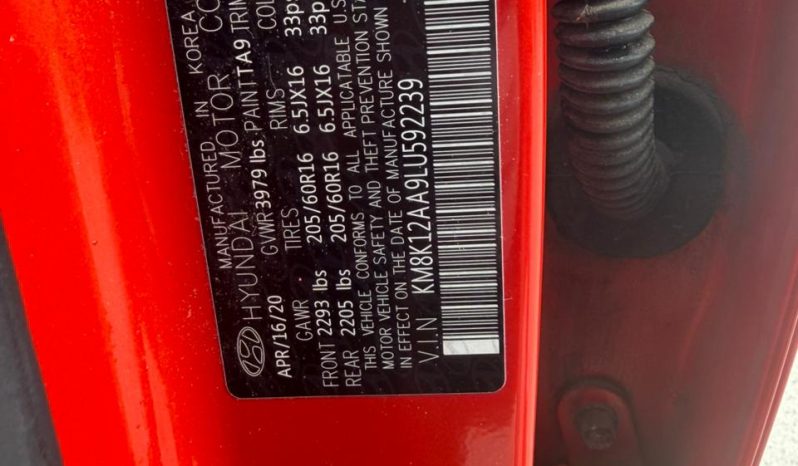 MANUFACTURED IN KOREA
HYUNDAI MOTOR CO
APR/16/20 GVWR 3979 lbs PAINT TA9 TRIM
GAWR TIRES RIMS COL
FRONT 2293 lbs 205/60R16 6.5JX16 33p
REAR 2205 lbs 205/60R16 6.5JX16 33p
THIS VEHICLE CONFORMS TO ALL APPLICABLE U.S
MOTOR VEHICLE SAFETY AND THEFT PREVENTION STA
IN EFFECT ON THE DATE OF MANUFACTURE SHOWN
VIN KM8K12AA9LU592239